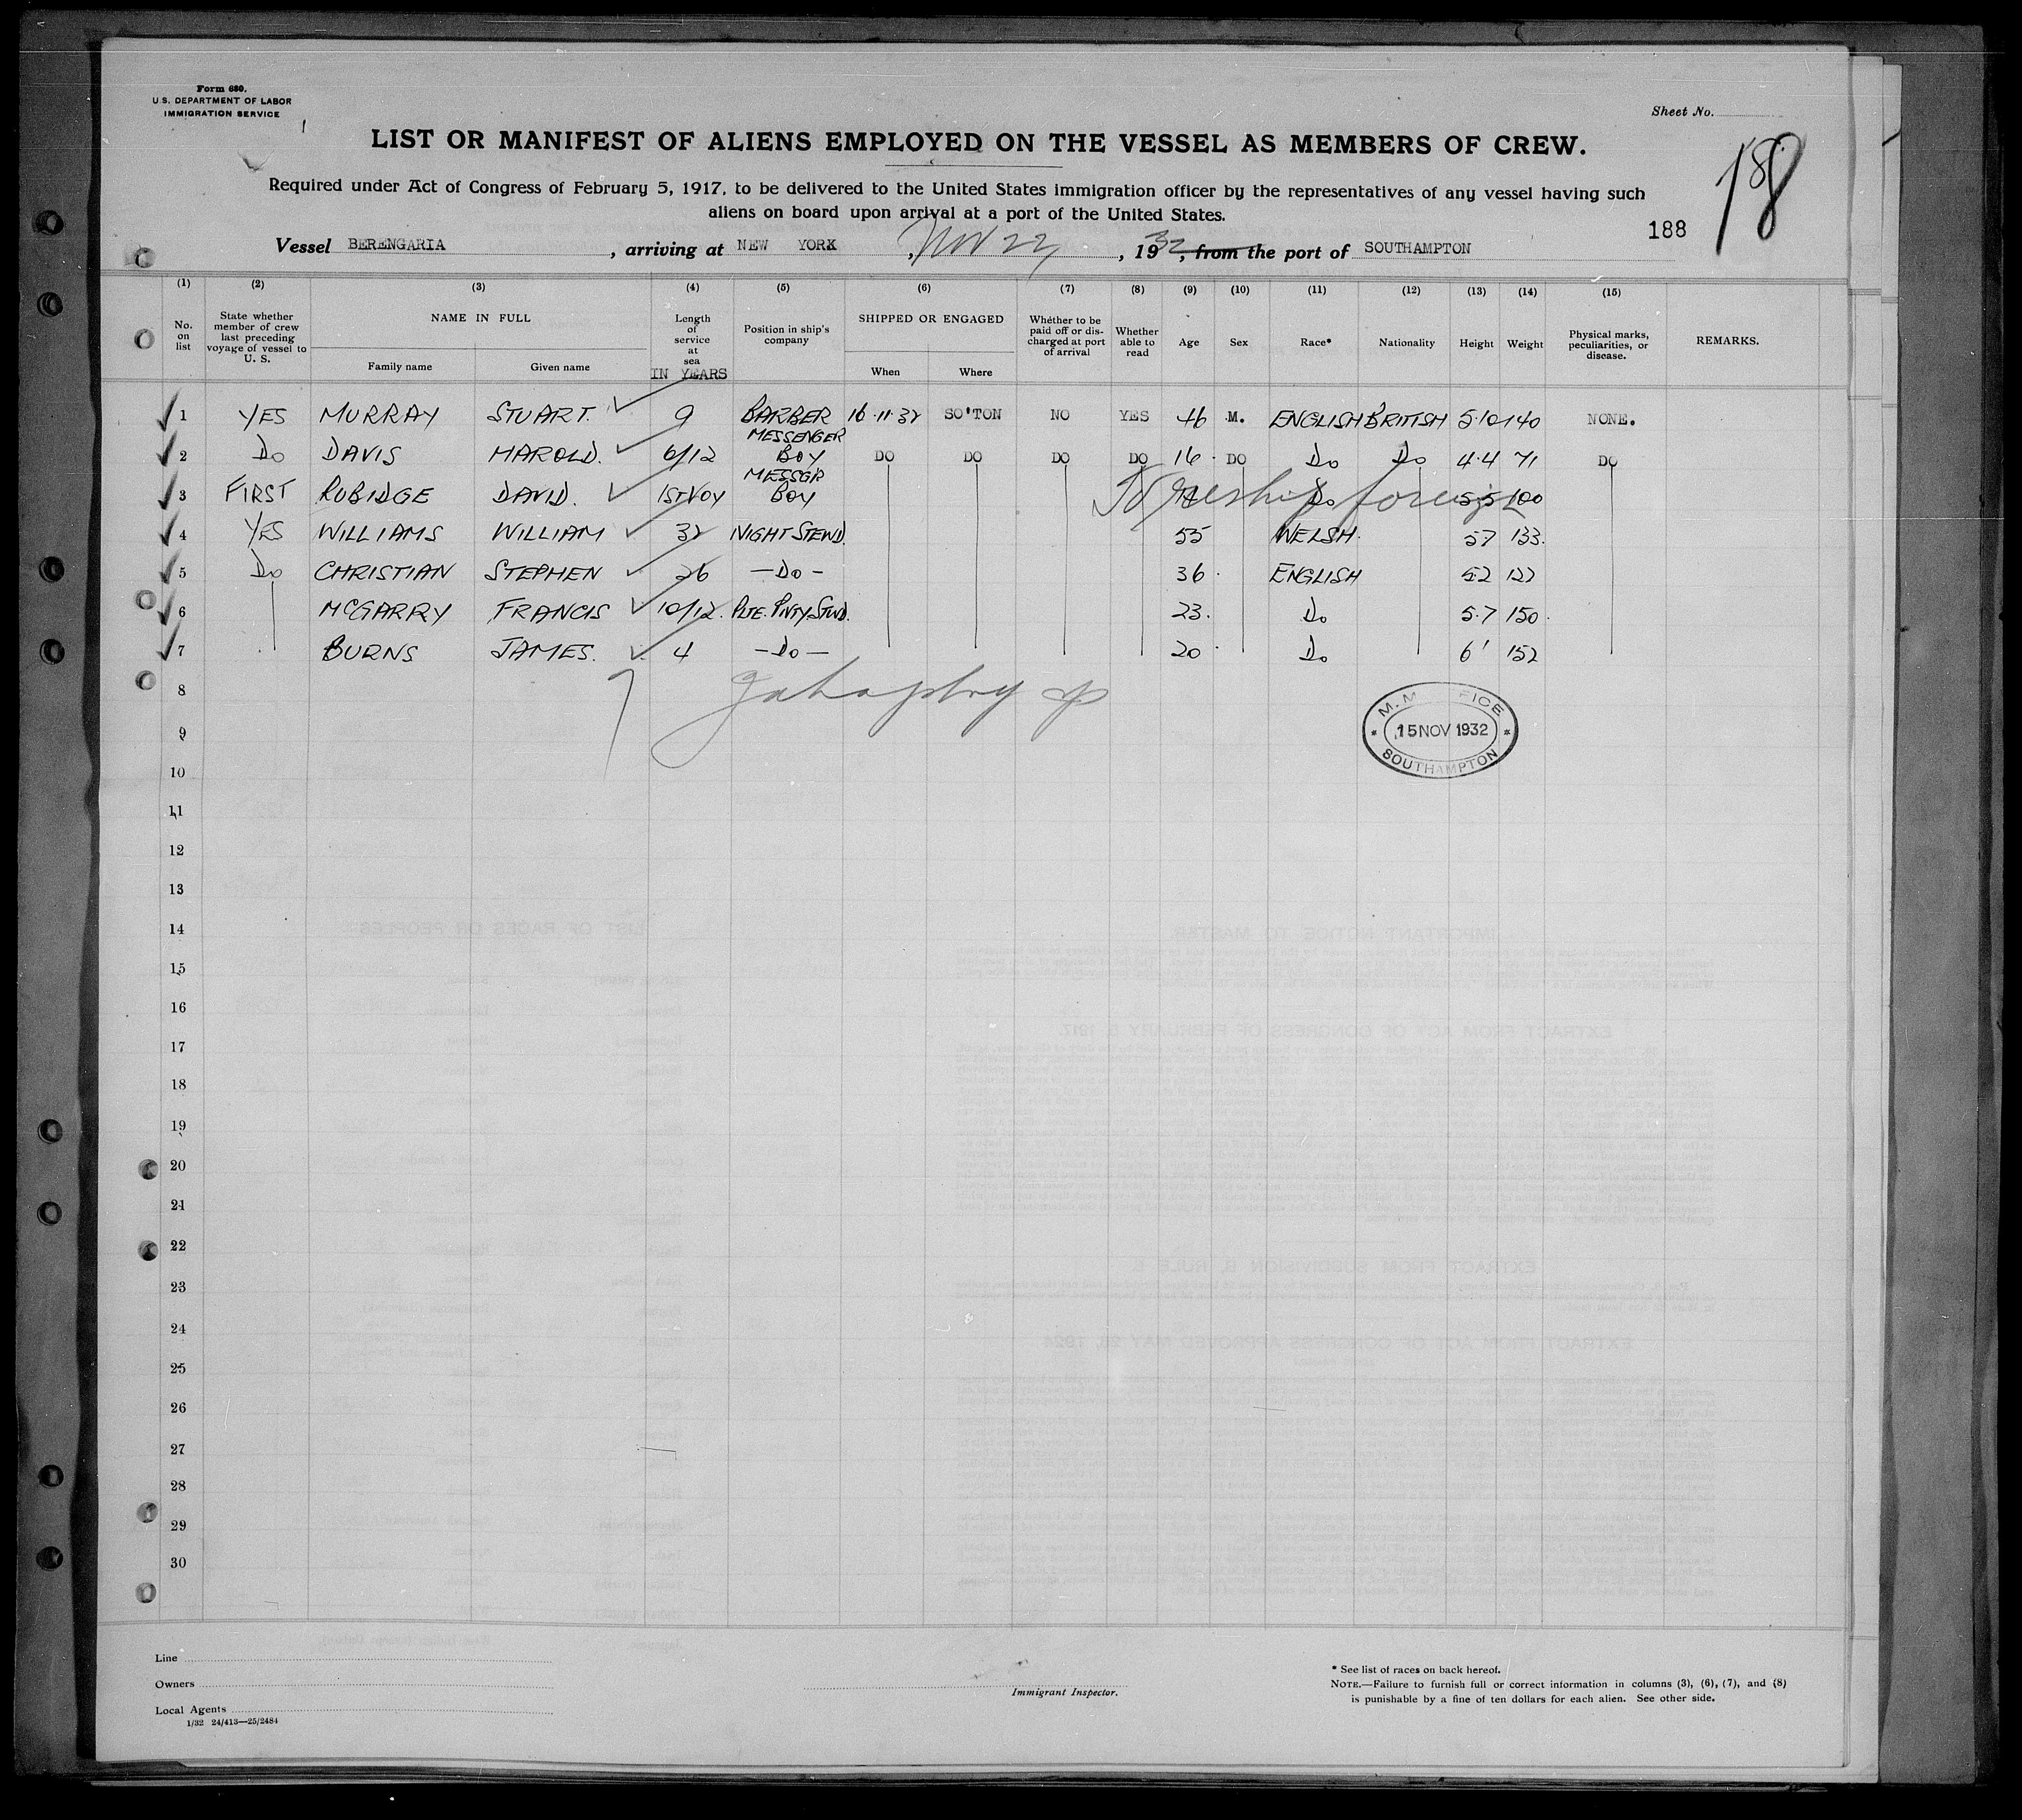 Form 680.
U.S. DEPARTMENT OF LABOR
IMMIGRATION SERVICE
Sheet No.
18
LIST OR MANIFEST OF ALIENS EMPLOYED ON THE VESSEL AS MEMBERS OF CREW.
Required under Act of Congress of February 5, 1917, to be delivered to the United States immigration officer by the representatives of any vessel having such
aliens on board upon arrival at a port of the United States.
188
Vessel BERENGARIA, arriving at NEW YORK, Nov 22, 1932, from the port of SOUTHAMPTON
(1) (2) (3) (4) (5) (6) (7) (8) (9) (10) (11) (12) (13) (14) (15)
No. on list
State whether member of crew last preceding voyage of vessel to U. S.
NAME IN FULL
Family name
Given name
Length of service at sea
IN YEARS
Position in ship's company
SHIPPED OR ENGAGED
When
Where
Whether to be paid off or discharged at port of arrival
Whether able to read
Age
Sex
Race*
Nationality
Height
Weight
Physical marks, peculiarities, or disease.
REMARKS.
1 YES MURRAY STUART. 9 BARBER 16.11.32 SO'TON NO YES 46 M. ENGLISH BRITISH 5.10 140 NONE.
2 Do DAVIS HAROLD. 6/12 MESSENGER BOY DO DO DO DO 16 DO Do Do 4.4 71 DO
3 FIRST RUBIDGE DAVID. 1ST VOY MESSGR BOY Do 5.5 100
To reship foreign
4 YES WILLIAMS WILLIAM 32 NIGHT STEWD. 55 WELSH. 5.7 133.
5 Do CHRISTIAN STEPHEN 26 -Do- 36. ENGLISH 5.2 122
6 McGARRY FRANCIS 10/12. PLTE. PNTY. STWD. 23. Do 5.7 150.
7 BURNS JAMES. 4 -Do- 20 Do 6' 152
8
7
M.M FICE
15 NOV 1932
SOUTHAMPTON
9
10
11
12
13
14
15
16
17
18
19
20
21
22
23
24
25
26
27
28
29
30
Line
Owners
Local Agents
1/32 24/413—25/2484
Immigrant Inspector.
* See list of races on back hereof.
NOTE.—Failure to furnish full or correct information in columns (3), (6), (7), and (8)
is punishable by a fine of ten dollars for each alien. See other side.